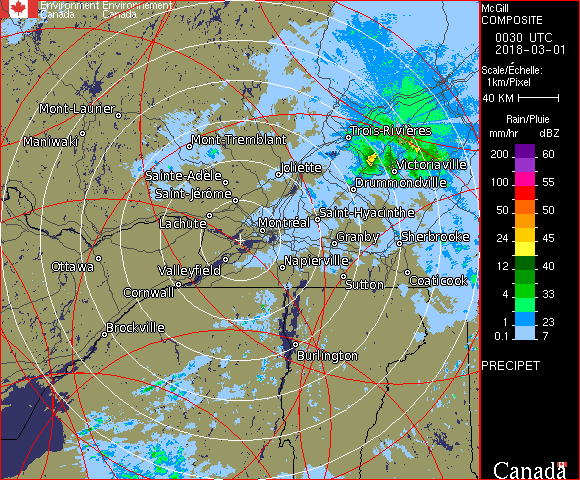 Environment Environnement
Canada Canada
McGill
COMPOSITE
0030 UTC
2018-03-01
Scale/Échelle:
1km/Pixel
40 KM
Rain/Pluie
mm/hr dBZ
200 60
100 55
50 50
24 45
12 40
4 33
1 23
0.1 7
PRECIPET
Canada
Mont-Laurier
Maniwaki
Mont-Tremblant
Trois-Rivières
Joliette
Victoriaville
Sainte-Adèle
Drummondville
Saint-Jérôme
Lachute
Saint-Hyacinthe
Montréal
Granby
Sherbrooke
Ottawa
Valleyfield
Napierville
Cornwall
Sutton
Coaticook
Brockville
Burlington